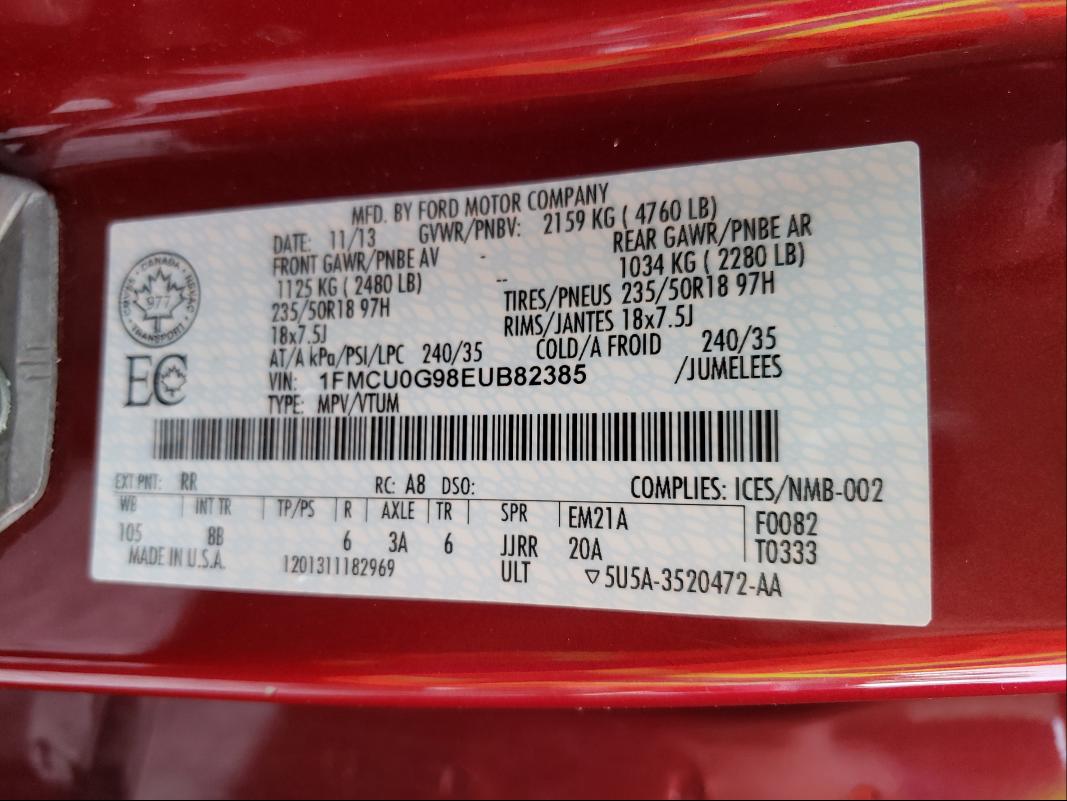 MFD. BY FORD MOTOR COMPANY
DATE: 11/13 GVWR/PNBV: 2159 KG ( 4760 LB)
FRONT GAWR/PNBE AV REAR GAWR/PNBE AR
1125 KG ( 2480 LB) 1034 KG ( 2280 LB)
235/50R18 97H TIRES/PNEUS 235/50R18 97H
18x7.5J RIMS/JANTES 18x7.5J
AT/A kPa/PSI/LPC 240/35 COLD/A FROID 240/35
VIN: 1FMCU0G98EUB82385 /JUMELEES
TYPE: MPV/VTUM
CANADA
TRANSPORT
977
EC
EXT PNT: RR RC: A8 DSO: COMPLIES: ICES/NMB-002
WB INT TR TP/PS R AXLE TR SPR EM21A F0082
105 8B 6 3A 6 JJRR 20A T0333
MADE IN U.S.A. 1201311182969 ULT ▽5U5A-3520472-AA